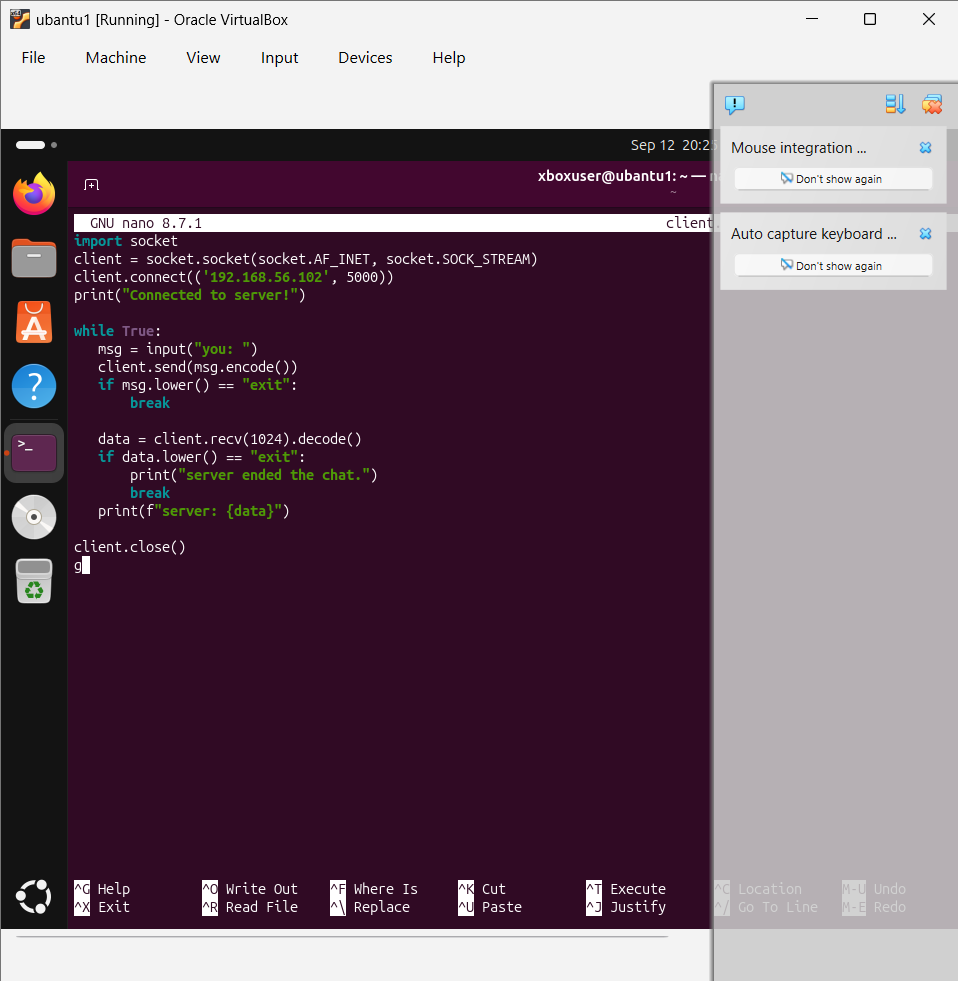 ubantu1 [Running] - Oracle VirtualBox
File Machine View Input Devices Help
Sep 12 20:25
Mouse integration ...
Don't show again
Auto capture keyboard ...
Don't show again
xboxuser@ubantu1: ~ — na
~
GNU nano 8.7.1 client.
import socket
client = socket.socket(socket.AF_INET, socket.SOCK_STREAM)
client.connect(('192.168.56.102', 5000))
print("Connected to server!")
while True:
   msg = input("you: ")
   client.send(msg.encode())
   if msg.lower() == "exit":
       break
   data = client.recv(1024).decode()
   if data.lower() == "exit":
       print("server ended the chat.")
       break
   print(f"server: {data}")
client.close()
g
^G Help ^O Write Out ^F Where Is ^K Cut ^T Execute ^C Location M-U Undo
^X Exit ^R Read File ^\ Replace ^U Paste ^J Justify ^/ Go To Line M-E Redo